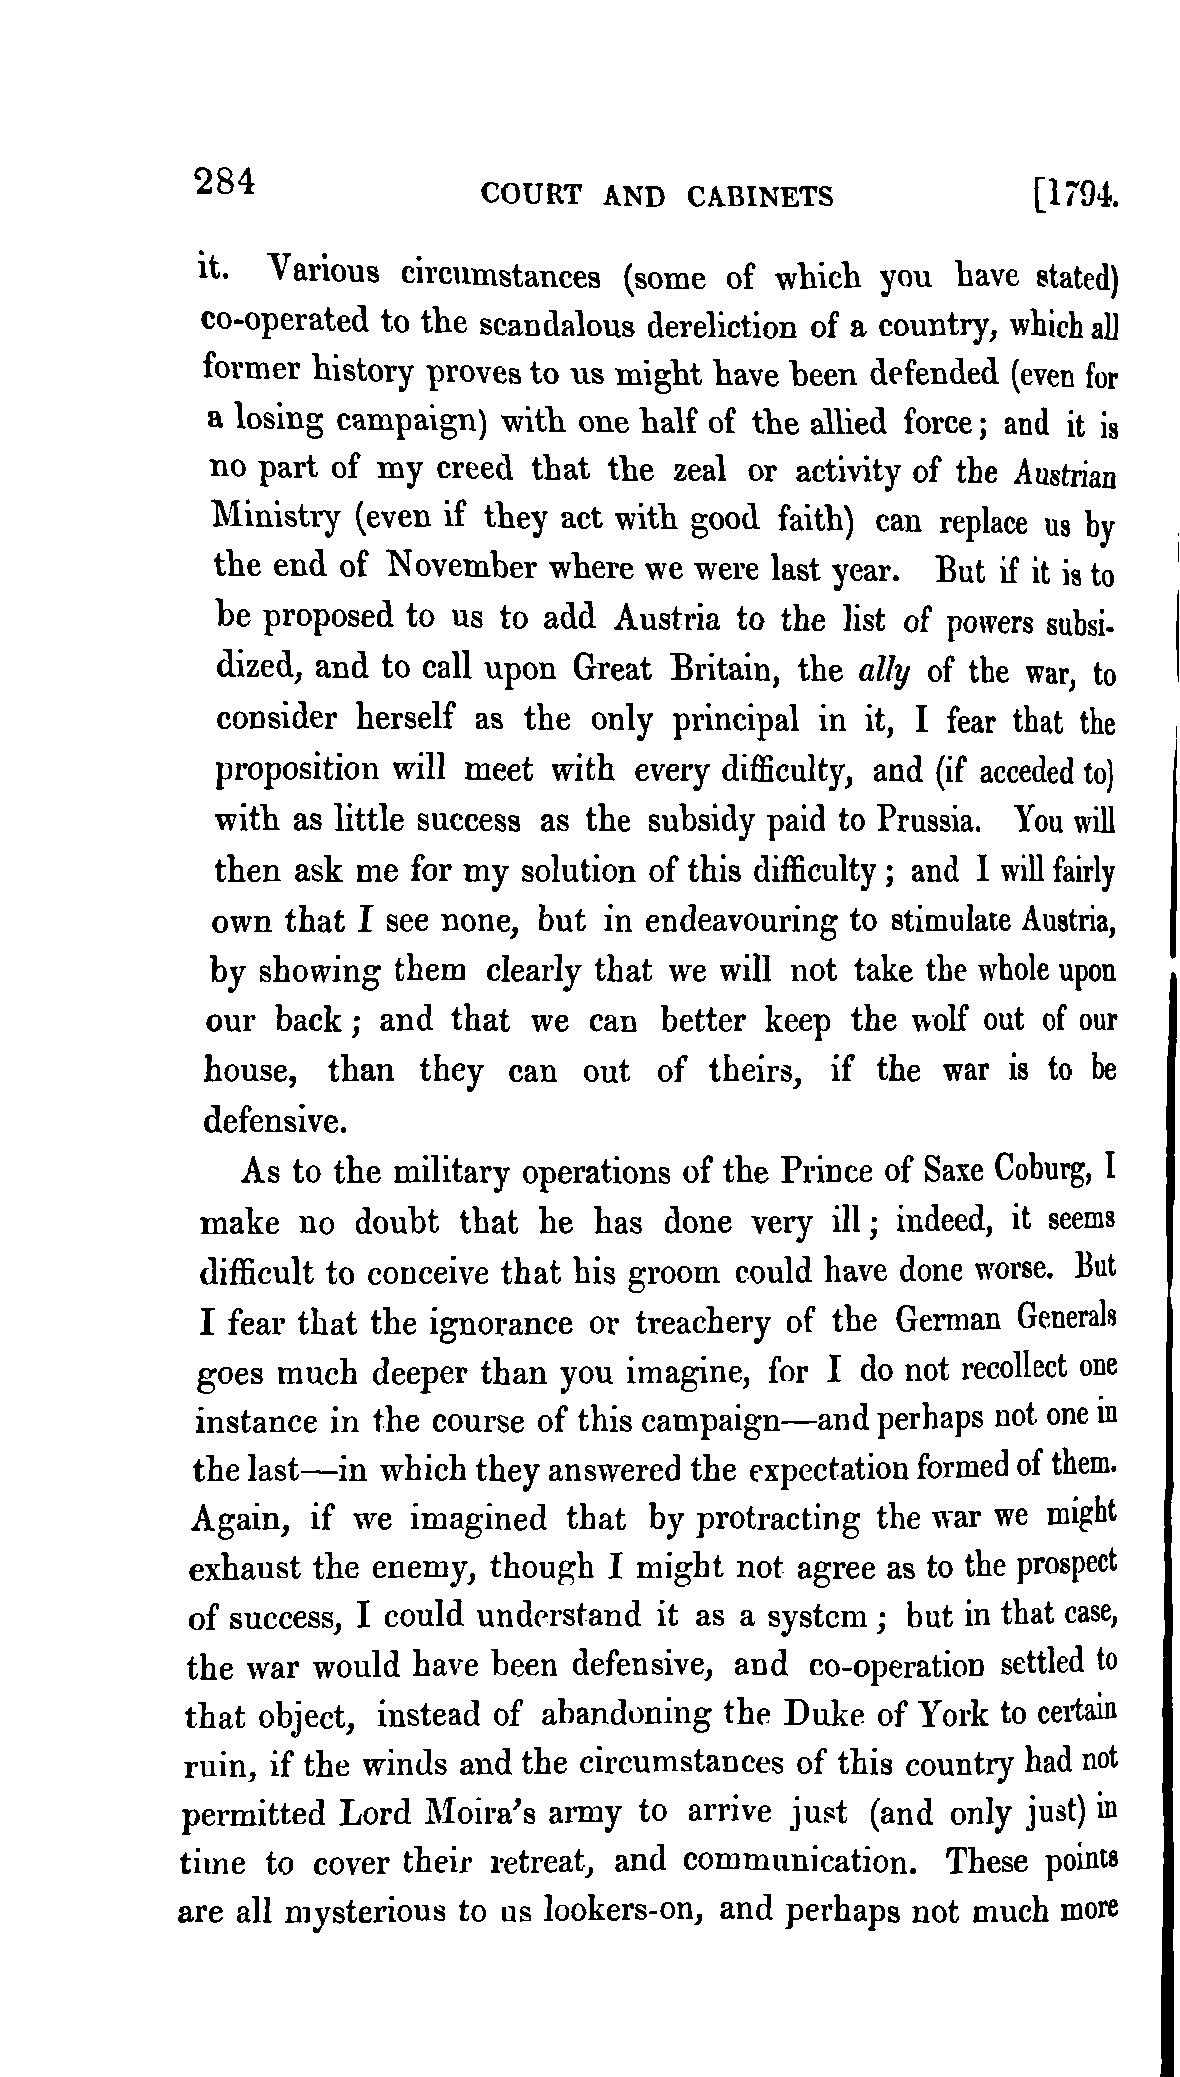 284 COURT AND CABINETS [1794.
it. Various circumstances (some of which you have stated)
co-operated to the scandalous dereliction of a country, which all
former history proves to us might have been defended (even for
a losing campaign) with one half of the allied force; and it is
no part of my creed that the zeal or activity of the Austrian
Ministry (even if they act with good faith) can replace us by
the end of November where we were last year. But if it is to
be proposed to us to add Austria to the list of powers subsi-
dized, and to call upon Great Britain, the ally of the war, to
consider herself as the only principal in it, I fear that the
proposition will meet with every difficulty, and (if acceded to)
with as little success as the subsidy paid to Prussia. You will
then ask me for my solution of this difficulty; and I will fairly
own that I see none, but in endeavouring to stimulate Austria,
by showing them clearly that we will not take the whole upon
our back; and that we can better keep the wolf out of our
house, than they can out of theirs, if the war is to be
defensive.
As to the military operations of the Prince of Saxe Coburg, I
make no doubt that he has done very ill; indeed, it seems
difficult to conceive that his groom could have done worse. But
I fear that the ignorance or treachery of the German Generals
goes much deeper than you imagine, for I do not recollect one
instance in the course of this campaign—and perhaps not one in
the last—in which they answered the expectation formed of them.
Again, if we imagined that by protracting the war we might
exhaust the enemy, though I might not agree as to the prospect
of success, I could understand it as a system; but in that case,
the war would have been defensive, and co-operation settled to
that object, instead of abandoning the Duke of York to certain
ruin, if the winds and the circumstances of this country had not
permitted Lord Moira's army to arrive just (and only just) in
time to cover their retreat, and communication. These points
are all mysterious to us lookers-on, and perhaps not much more